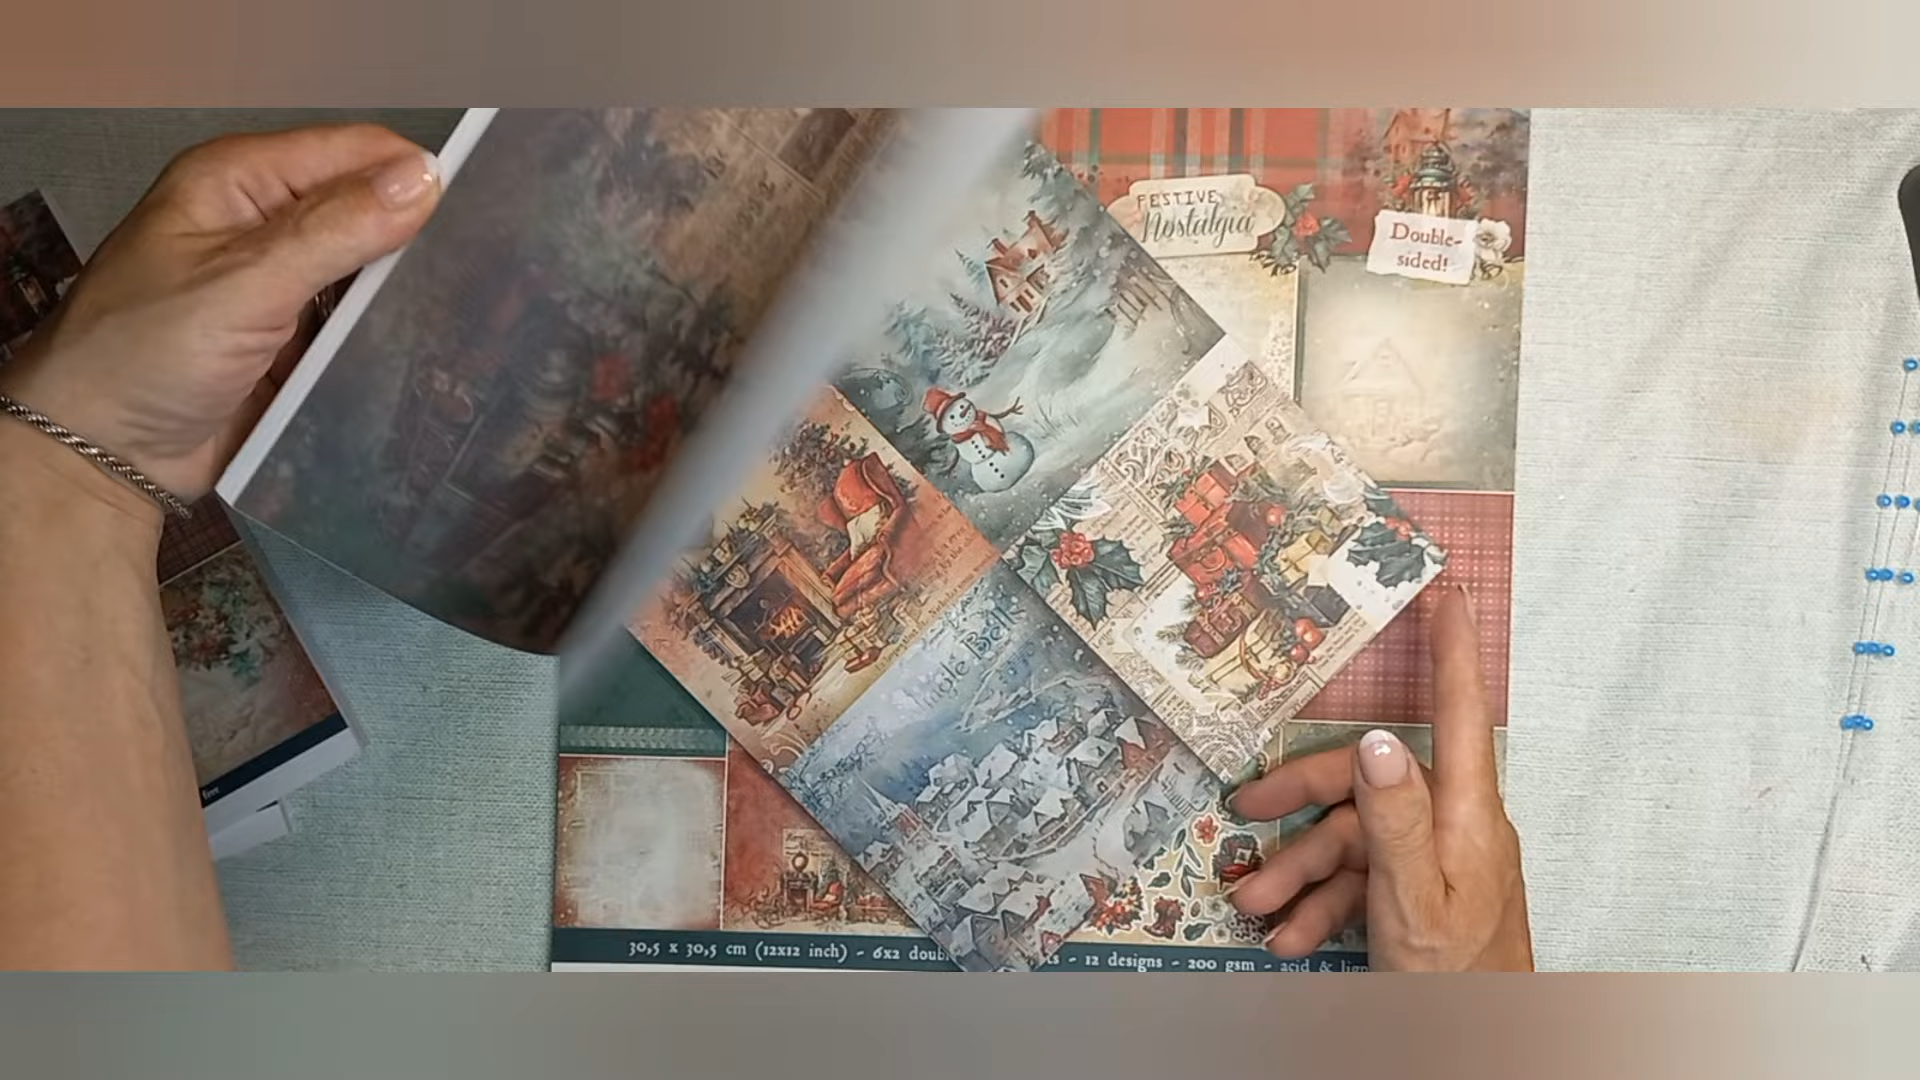 FESTIVE
Nostalgia
Double-
sided!
Jingle Bells
30,5 x 30,5 cm (12x12 inch) - 6x2 doub
ts - 12 designs - 200 gsm - acid & lign